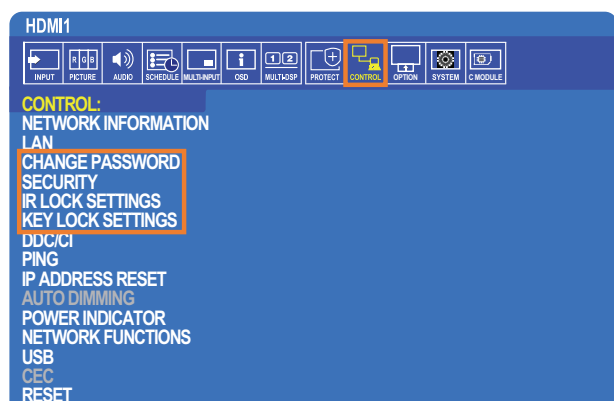 HDMI1
R G B
1 2
INPUT PICTURE AUDIO SCHEDULE MULTI-INPUT OSD MULTI-DSP PROTECT CONTROL OPTION SYSTEM C MODULE
CONTROL:
NETWORK INFORMATION
LAN
CHANGE PASSWORD
SECURITY
IR LOCK SETTINGS
KEY LOCK SETTINGS
DDC/CI
PING
IP ADDRESS RESET
AUTO DIMMING
POWER INDICATOR
NETWORK FUNCTIONS
USB
CEC
RESET